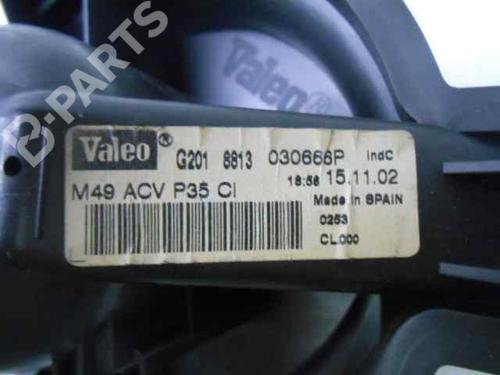 B-PARTS
Valeo
Valeo® G201 8813 030666P IndC
M49 ACV P35 CI 18:56 15.11.02
Made in SPAIN
0253
CL000